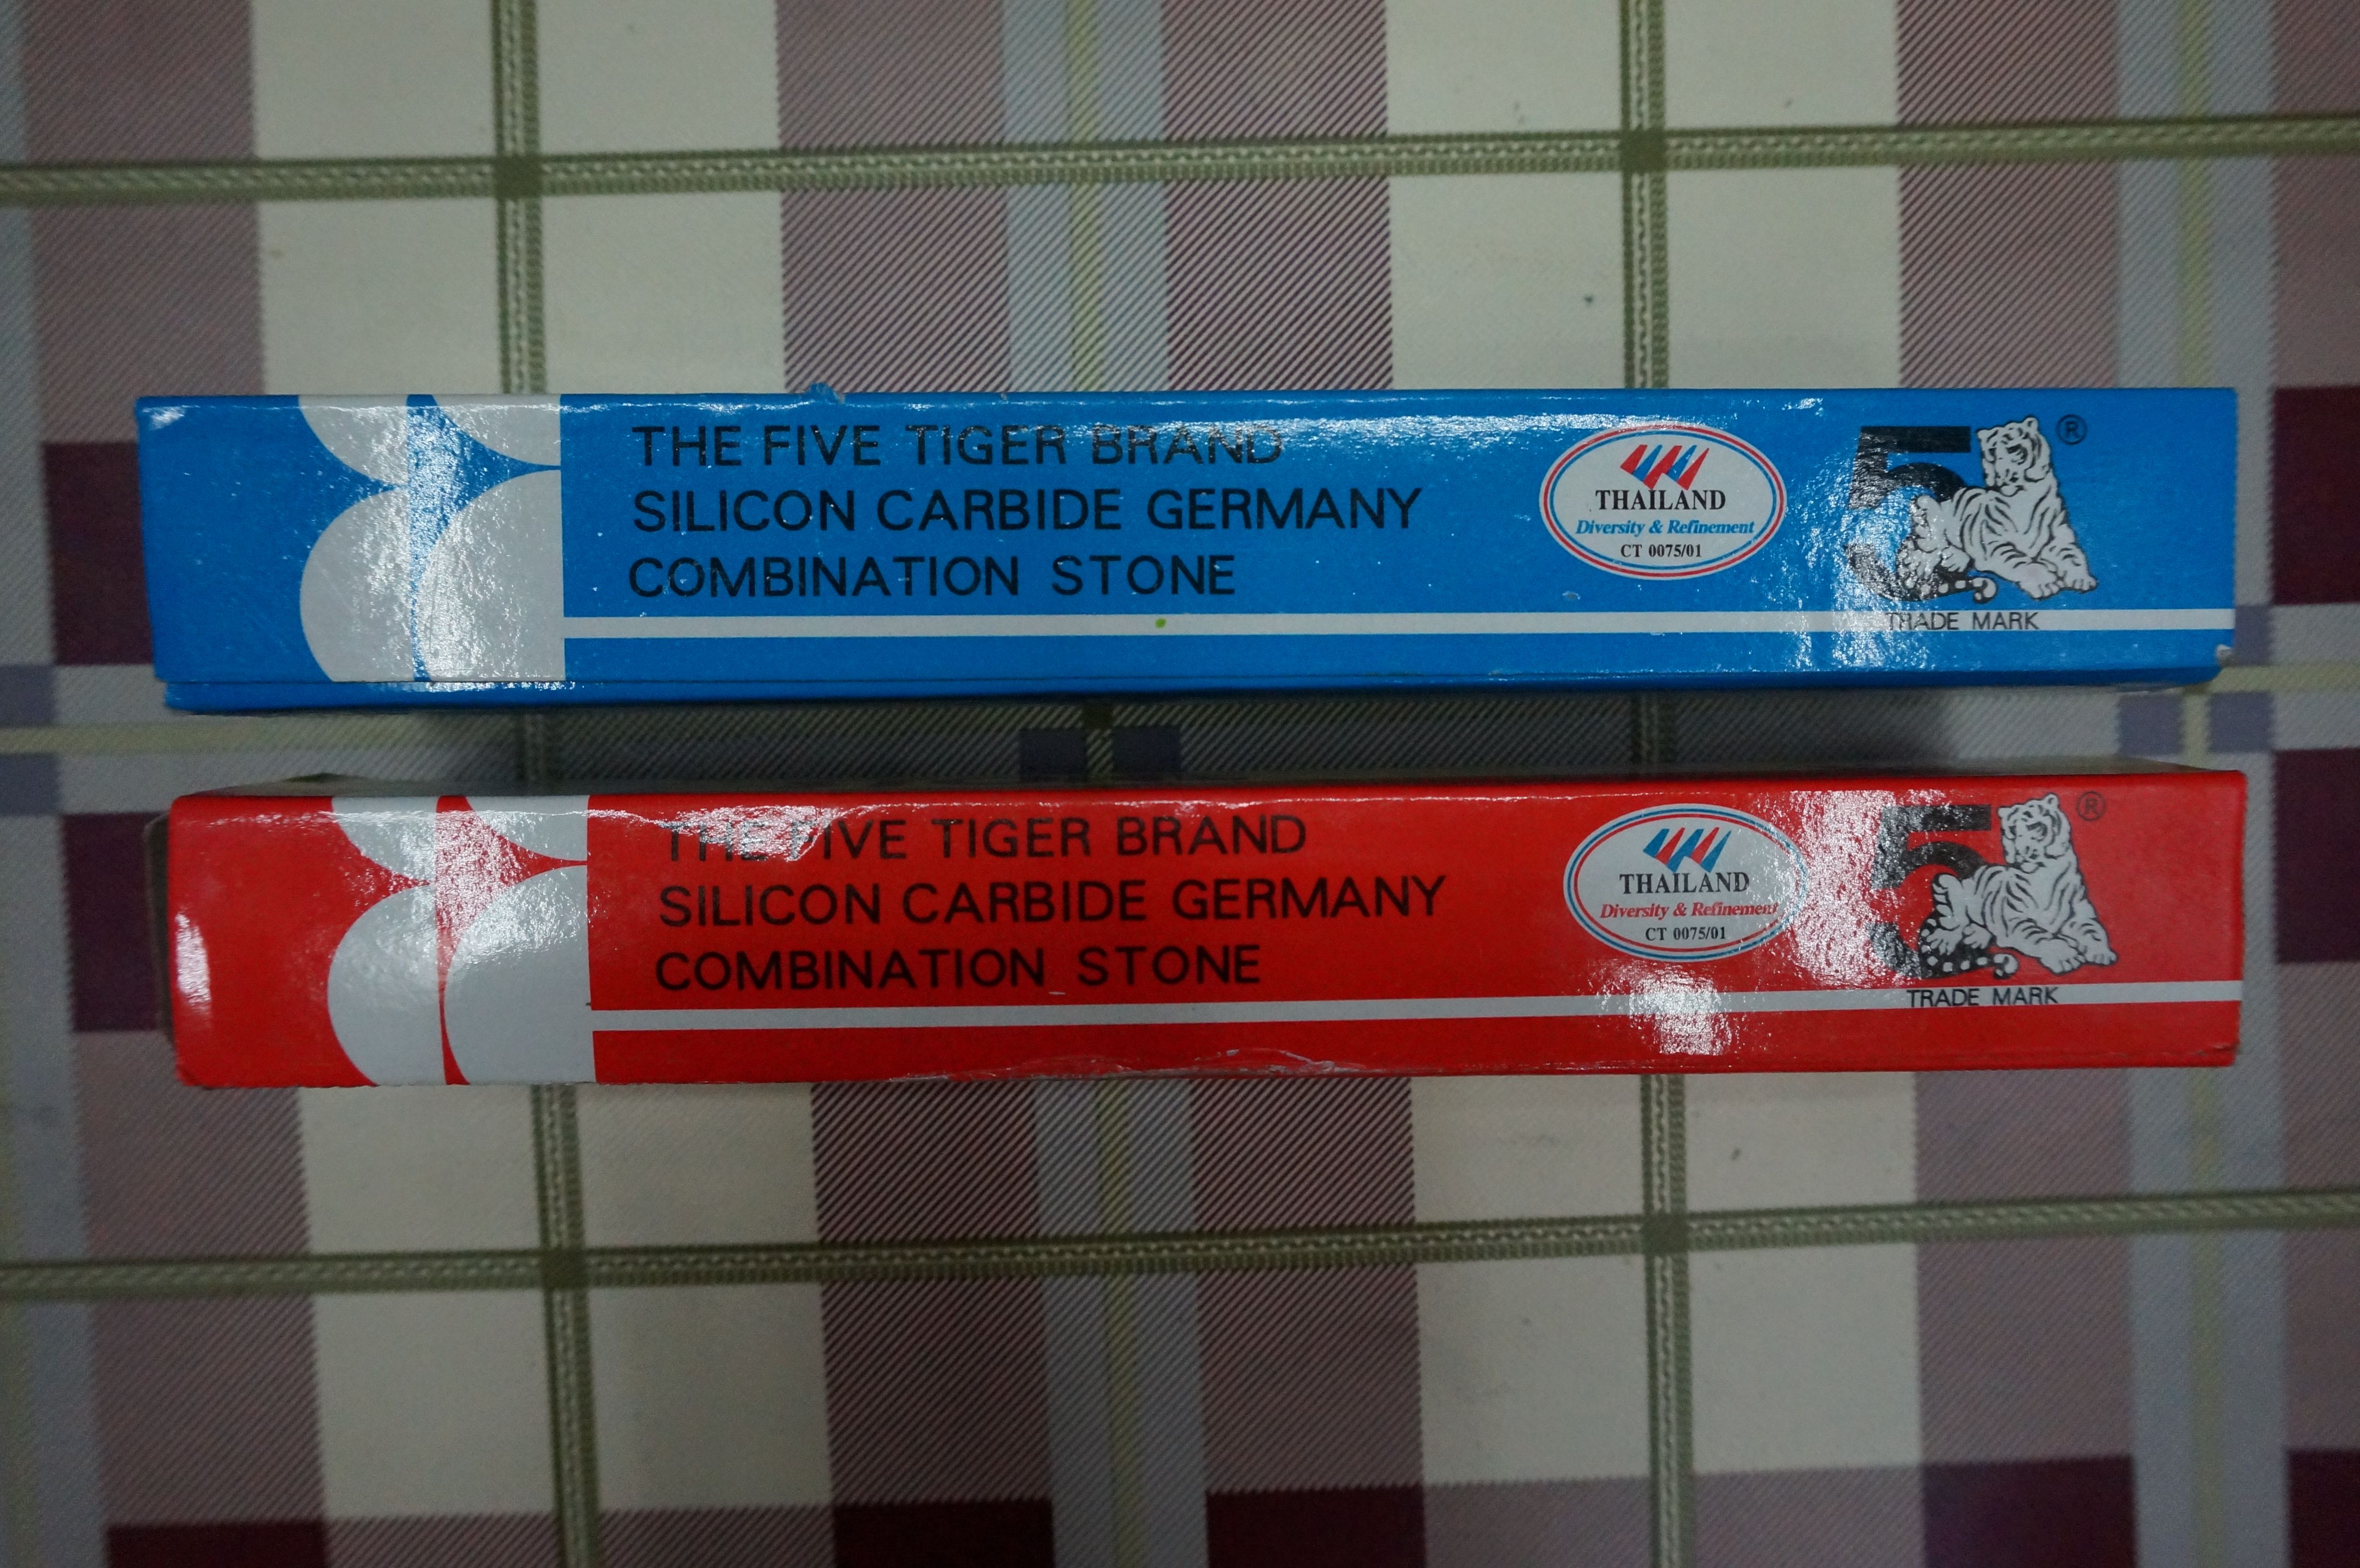 THE FIVE TIGER BRAND
SILICON CARBIDE GERMANY
COMBINATION STONE
THAILAND
Diversity & Refinement
CT 0075/01
5
®
TRADE MARK
THE FIVE TIGER BRAND
SILICON CARBIDE GERMANY
COMBINATION STONE
THAILAND
Diversity & Refinement
CT 0075/01
5
®
TRADE MARK